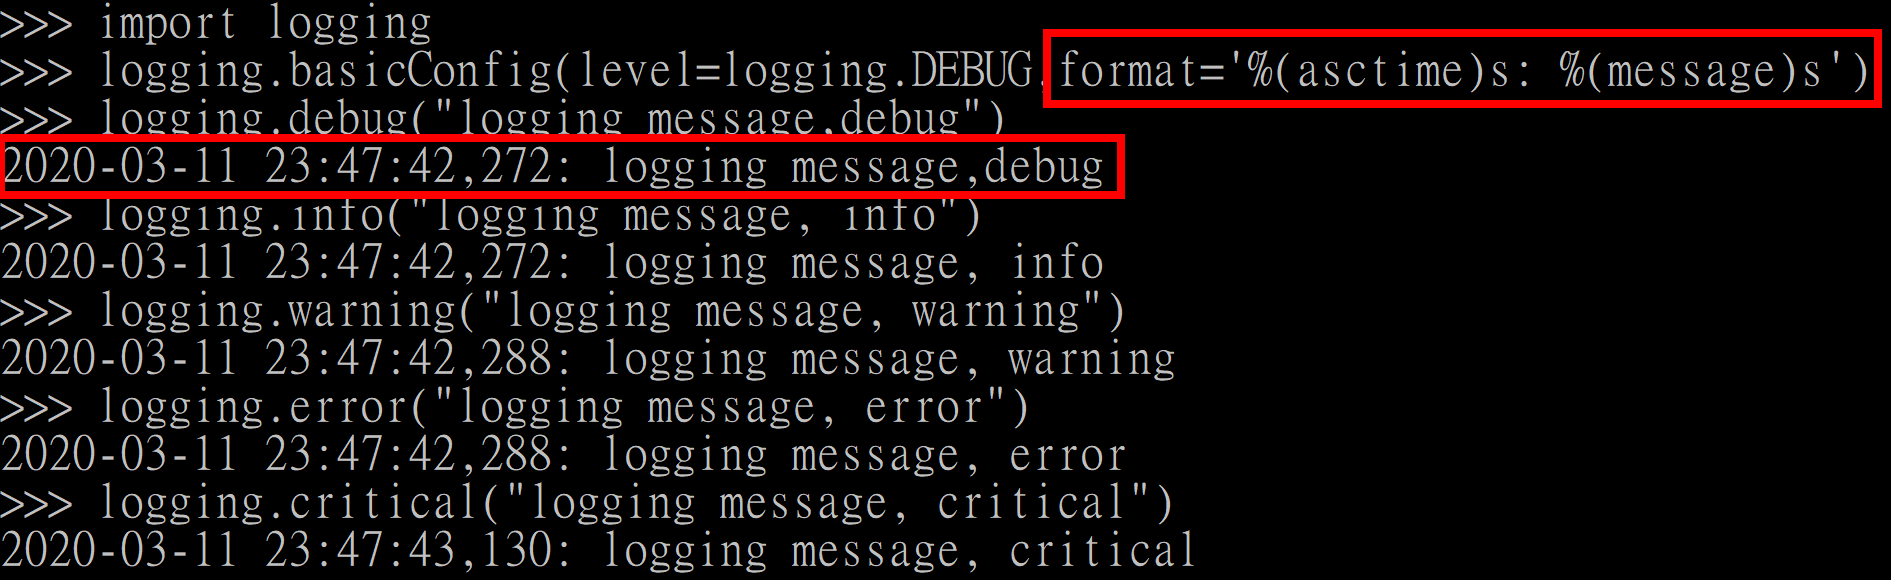 >>> import logging
>>> logging.basicConfig(level=logging.DEBUG,format='%(asctime)s: %(message)s')
>>> logging.debug("logging message,debug")
2020-03-11 23:47:42,272: logging message,debug
>>> logging.info("logging message, info")
2020-03-11 23:47:42,272: logging message, info
>>> logging.warning("logging message, warning")
2020-03-11 23:47:42,288: logging message, warning
>>> logging.error("logging message, error")
2020-03-11 23:47:42,288: logging message, error
>>> logging.critical("logging message, critical")
2020-03-11 23:47:43,130: logging message, critical